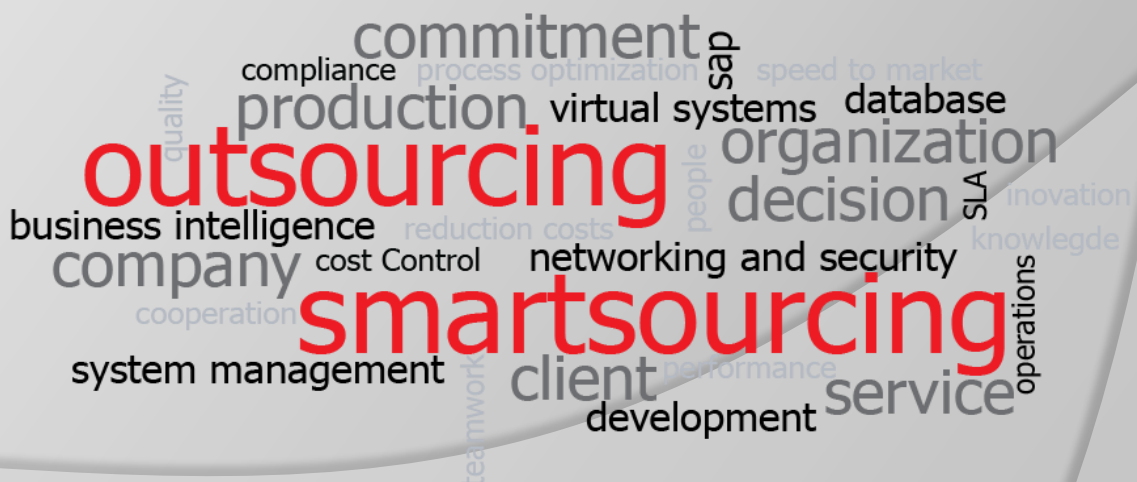 commitment
sap
compliance
process optimization
speed to market
quality
production
virtual systems
database
outsourcing
people
organization
decision
SLA
inovation
business intelligence
reduction costs
knowlegde
company
cost Control
networking and security
operations
cooperation
smartsourcing
system management
teamwork
client
performance
service
development